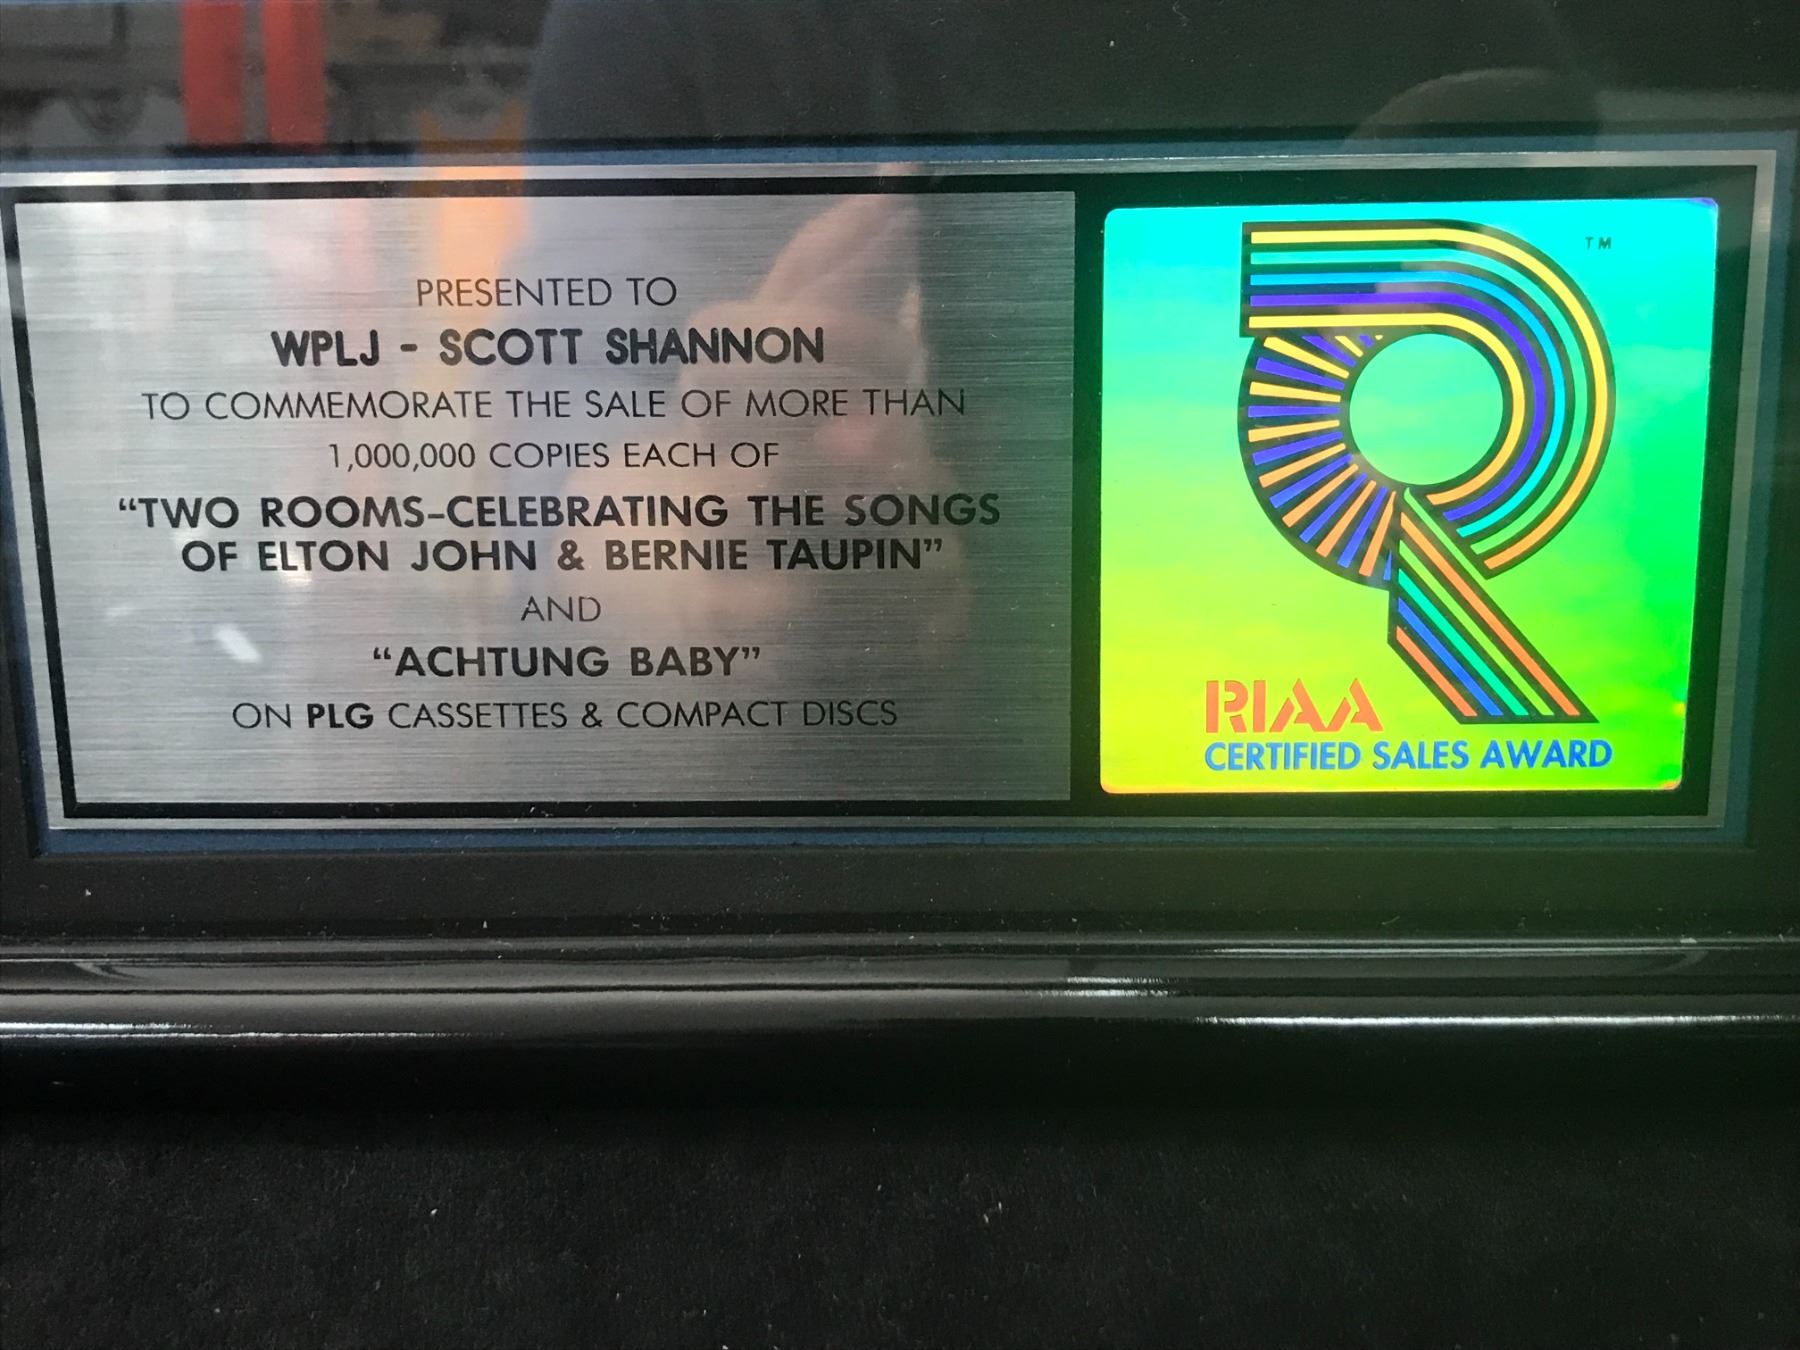 PRESENTED TO
WPLJ - SCOTT SHANNON
TO COMMEMORATE THE SALE OF MORE THAN
1,000,000 COPIES EACH OF
“TWO ROOMS-CELEBRATING THE SONGS
OF ELTON JOHN & BERNIE TAUPIN”
AND
“ACHTUNG BABY”
ON PLG CASSETTES & COMPACT DISCS
TM
RIAA
CERTIFIED SALES AWARD